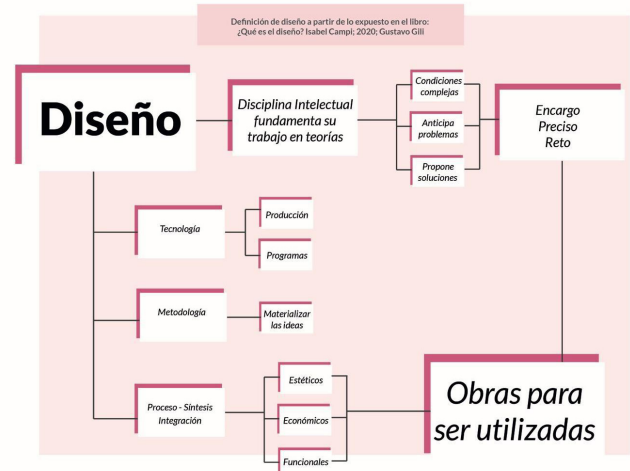 Definición de diseño a partir de lo expuesto en el libro:
¿Qué es el diseño? Isabel Campi; 2020; Gustavo Gili
Diseño
Disciplina Intelectual
fundamenta su
trabajo en teorías
Condiciones
complejas
Anticipa
problemas
Propone
soluciones
Encargo
Preciso
Reto
Tecnología
Producción
Programas
Metodología
Materializar
las ideas
Proceso - Síntesis
Integración
Estéticos
Económicos
Funcionales
Obras para
ser utilizadas